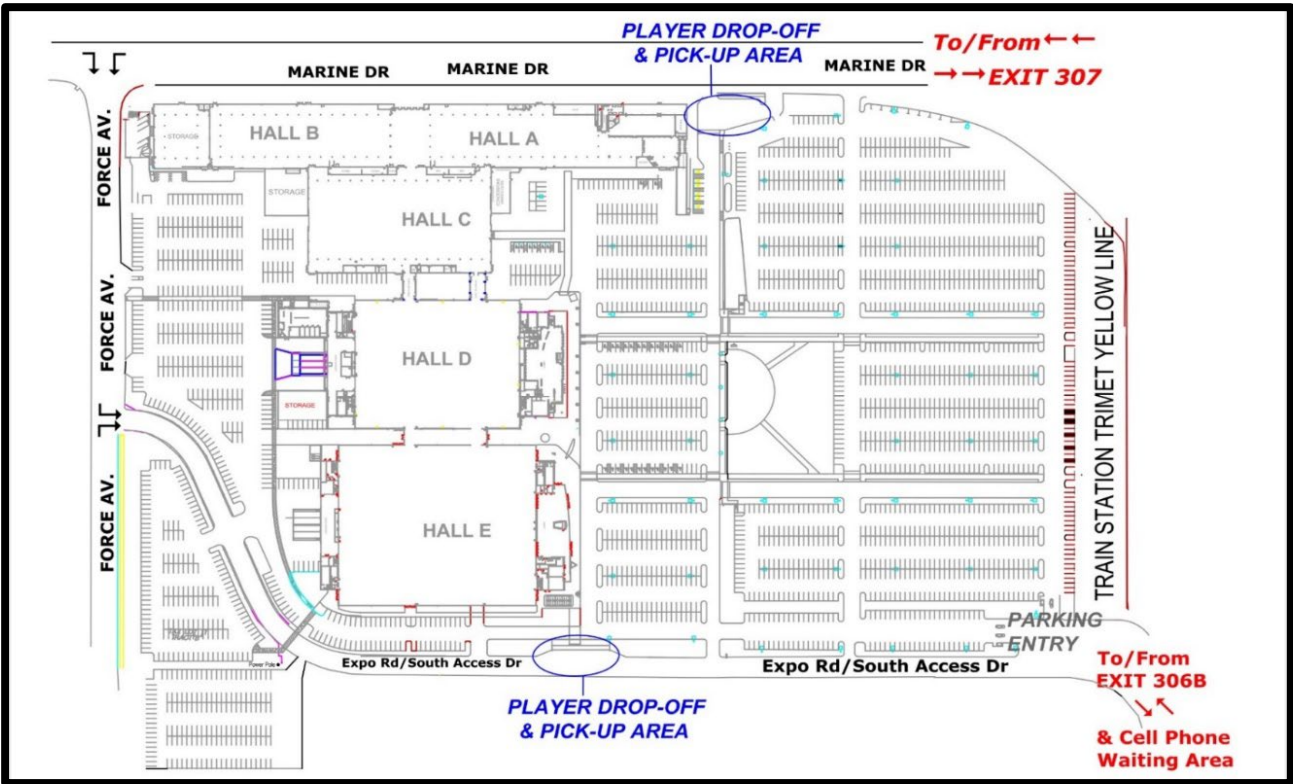 PLAYER DROP-OFF
& PICK-UP AREA
To/From ← ←
→ → EXIT 307
MARINE DR
MARINE DR
MARINE DR
FORCE AV.
FORCE AV.
FORCE AV.
STORAGE
HALL B
HALL A
STORAGE
HALL C
HALL D
STORAGE
HALL E
TRAIN STATION TRIMET YELLOW LINE
PARKING
ENTRY
Power Pole
Expo Rd/South Access Dr
Expo Rd/South Access Dr
To/From
EXIT 306B
& Cell Phone
Waiting Area
PLAYER DROP-OFF
& PICK-UP AREA